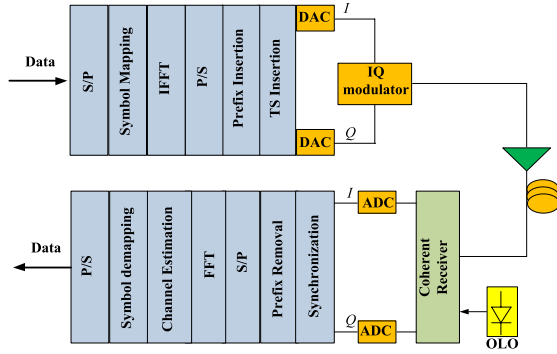 Data
S/P
Symbol Mapping
IFFT
P/S
Prefix Insertion
TS Insertion
DAC
I
DAC
Q
IQ
modulator
Data
P/S
Symbol demapping
Channel Estimation
FFT
S/P
Prefix Removal
Synchronization
I
ADC
Q
ADC
Coherent
Receiver
OLO